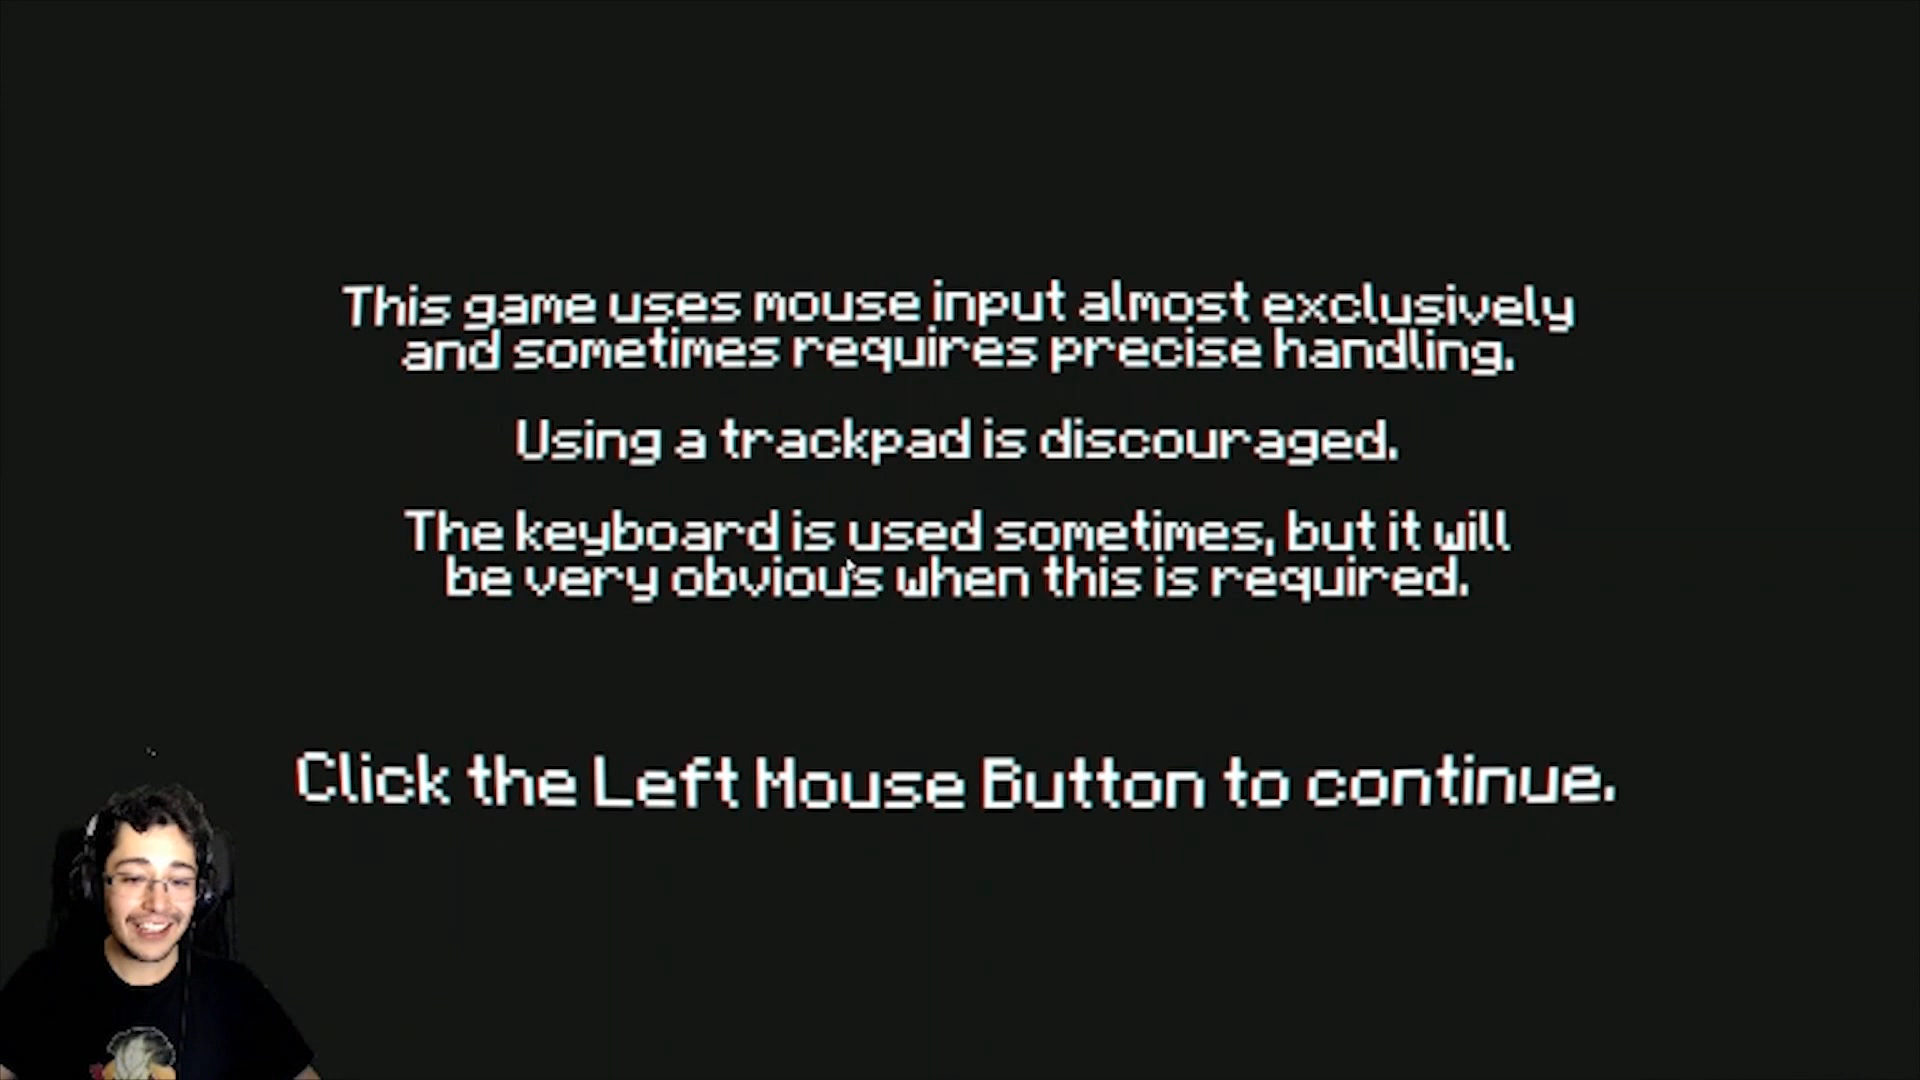 This game uses mouse input almost exclusively
and sometimes requires precise handling.
Using a trackpad is discouraged.
The keyboard is used sometimes, but it will
be very obvious when this is required.
Click the Left Mouse Button to continue.